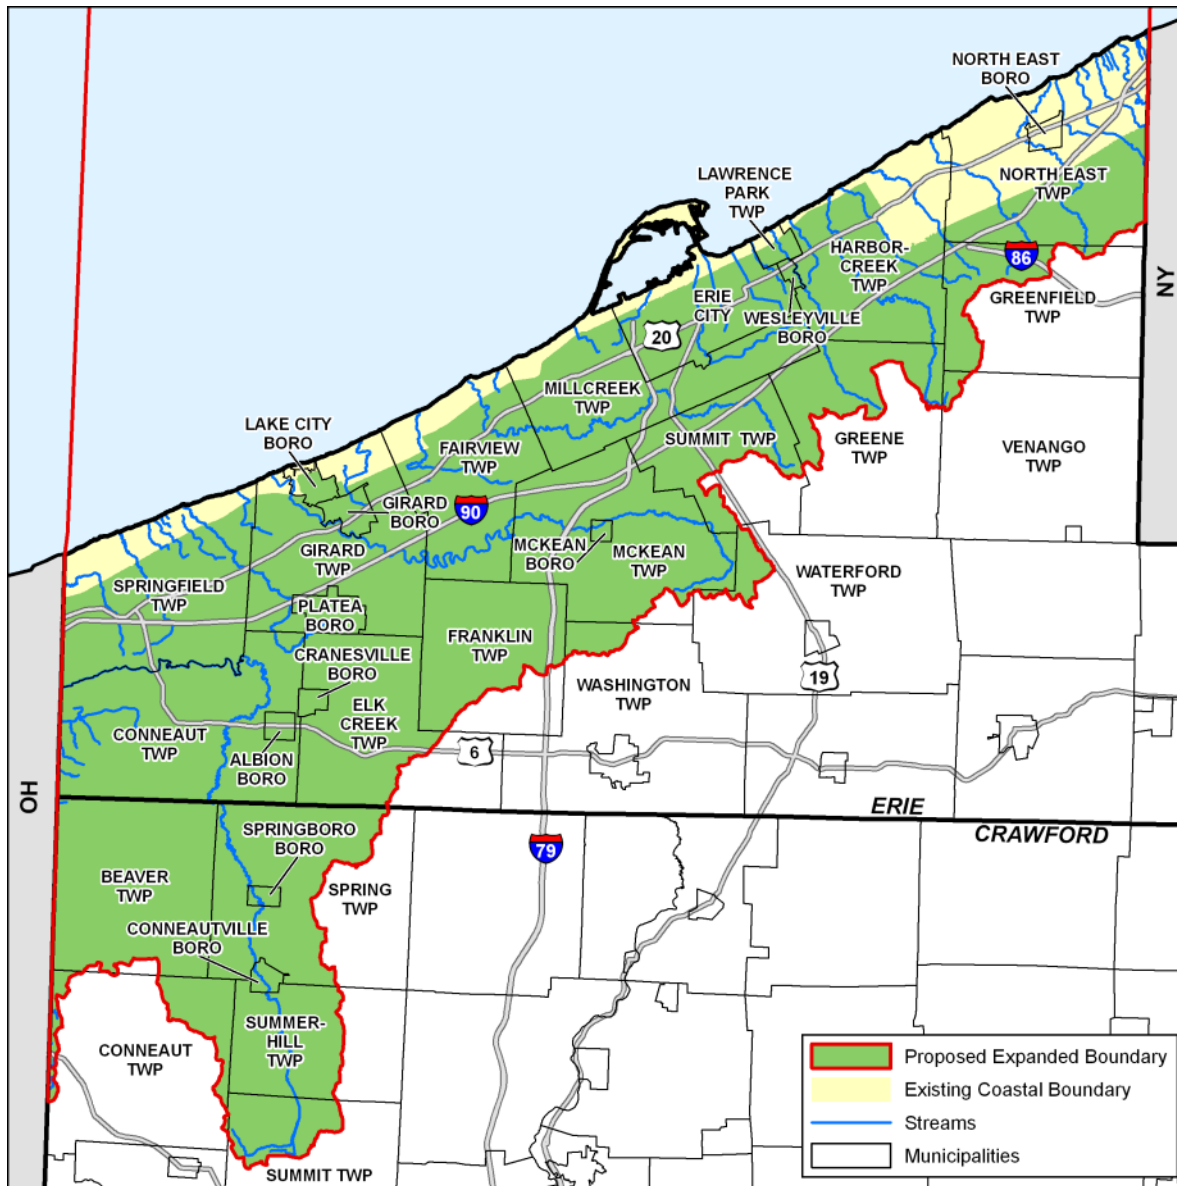 NORTH EAST
BORO
LAWRENCE
PARK
TWP
NORTH EAST
TWP
HARBOR-
CREEK
TWP
86
NY
ERIE
CITY
GREENFIELD
TWP
WESLEYVILLE
BORO
20
MILLCREEK
TWP
LAKE CITY
BORO
SUMMIT TWP
GREENE
TWP
VENANGO
TWP
FAIRVIEW
TWP
GIRARD
BORO
90
GIRARD
TWP
MCKEAN
BORO
MCKEAN
TWP
SPRINGFIELD
TWP
WATERFORD
TWP
PLATEA
BORO
FRANKLIN
TWP
CRANESVILLE
BORO
WASHINGTON
TWP
19
ELK
CREEK
TWP
CONNEAUT
TWP
ALBION
BORO
6
OH
ERIE
CRAWFORD
SPRINGBORO
BORO
79
BEAVER
TWP
SPRING
TWP
CONNEAUTVILLE
BORO
SUMMER-
HILL
TWP
CONNEAUT
TWP
SUMMIT TWP
Proposed Expanded Boundary
Existing Coastal Boundary
Streams
Municipalities